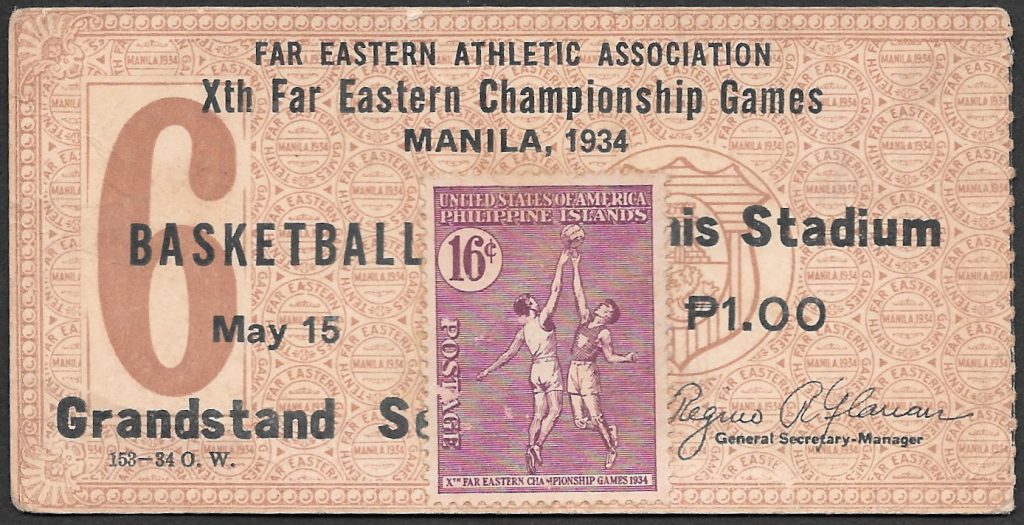 FAR EASTERN ATHLETIC ASSOCIATION
Xth Far Eastern Championship Games
MANILA, 1934
6
BASKETBALL
nis Stadium
May 15
₱1.00
Grandstand Se
153-34 O. W.
General Secretary-Manager
UNITED STATES OF AMERICA
PHILIPPINE ISLANDS
16¢
POSTAGE
XTH FAR EASTERN CHAMPIONSHIP GAMES 1934